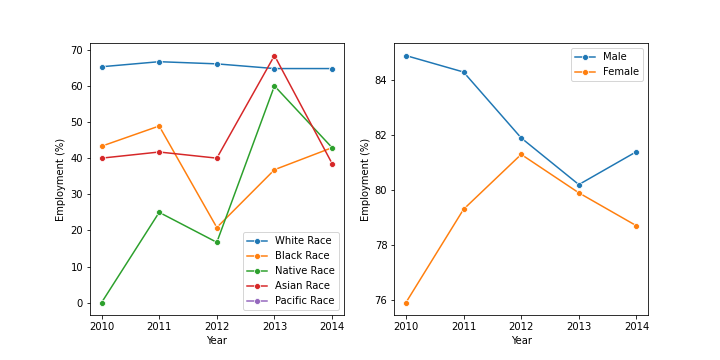 70
60
50
40
30
20
10
0
Employment (%)
2010 2011 2012 2013 2014
Year
White Race
Black Race
Native Race
Asian Race
Pacific Race
84
82
80
78
76
Employment (%)
2010 2011 2012 2013 2014
Year
Male
Female